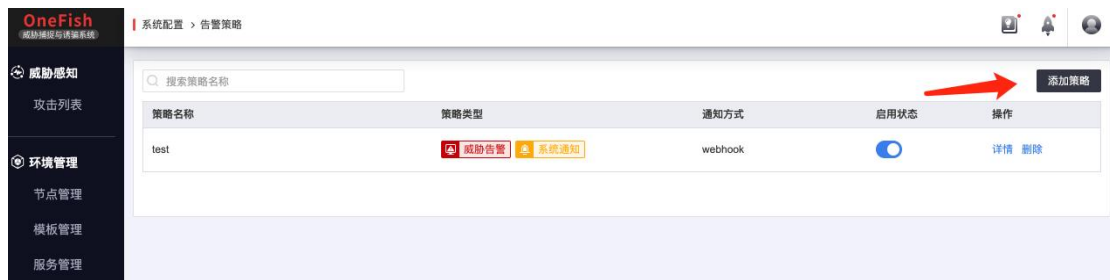 OneFish
威胁捕捉与诱骗系统
系统配置 > 告警策略
威胁感知
攻击列表
环境管理
节点管理
模板管理
服务管理
搜索策略名称
添加策略
策略名称 策略类型 通知方式 启用状态 操作
test 威胁告警 系统通知 webhook 详情 删除